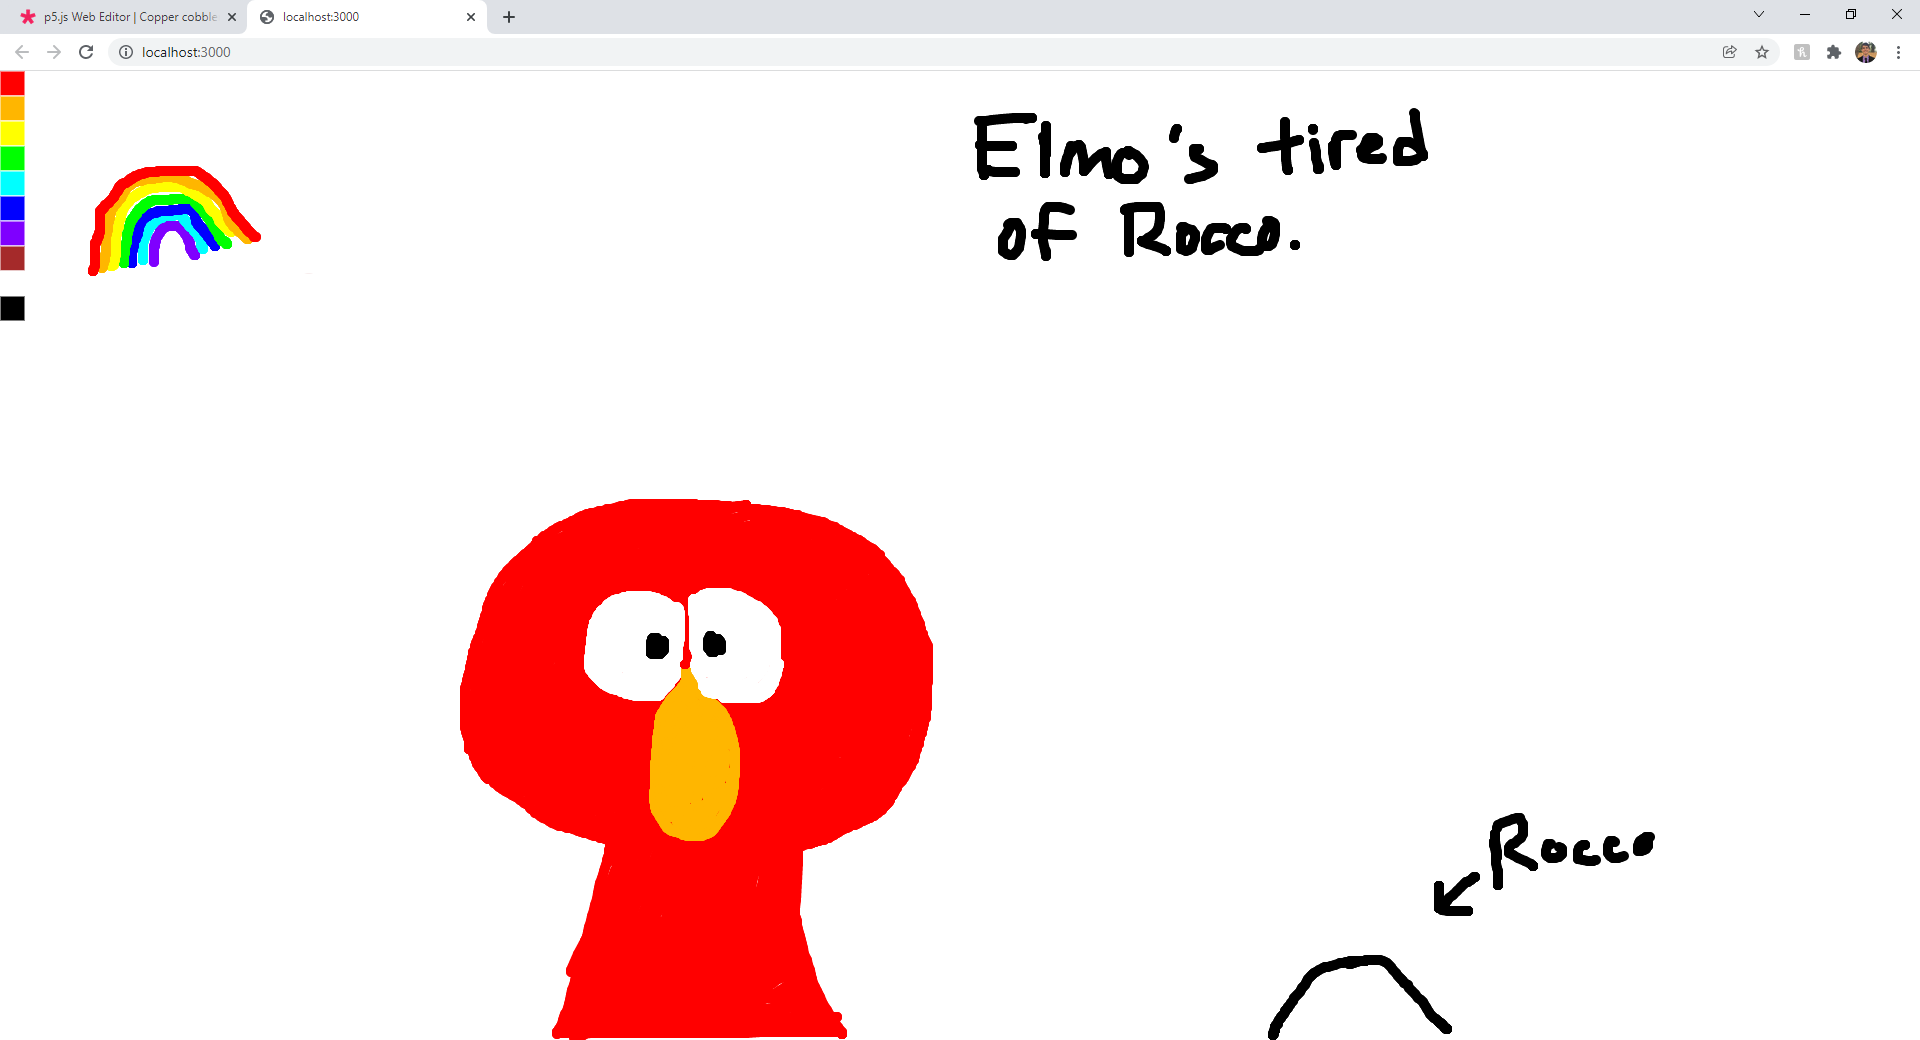 p5.js Web Editor | Copper cobble
localhost:3000
localhost:3000
Elmo's tired
of Rocco.
Rocco